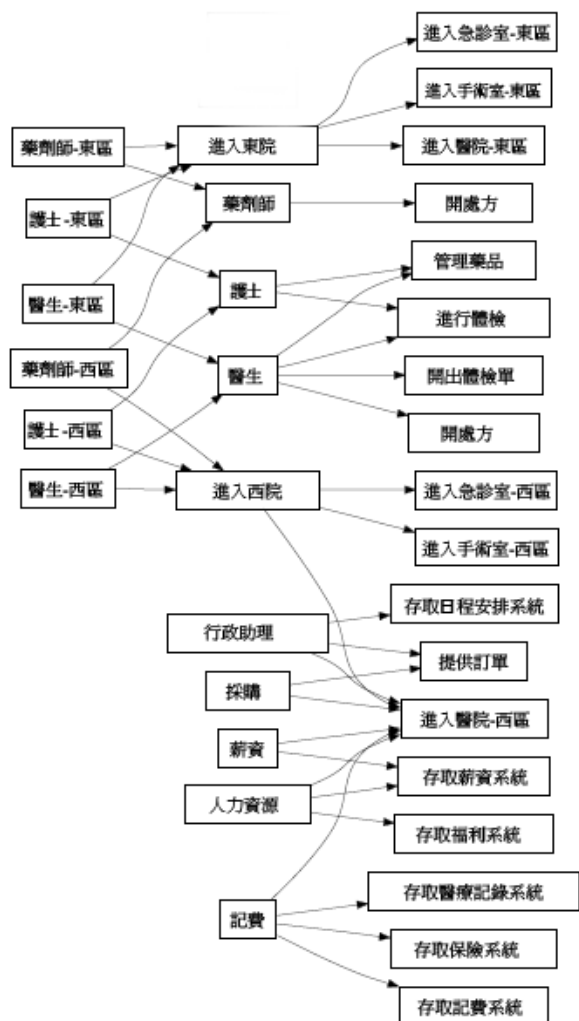 進入急診室-東區
進入手術室-東區
藥劑師-東區
進入東院
進入醫院-東區
護士-東區
藥劑師
開處方
醫生-東區
護士
管理藥品
進行體檢
藥劑師-西區
醫生
開出體檢單
護士-西區
開處方
醫生-西區
進入西院
進入急診室-西區
進入手術室-西區
行政助理
存取日程安排系統
提供訂單
採購
進入醫院-西區
薪資
存取薪資系統
人力資源
存取福利系統
存取醫療記錄系統
記費
存取保險系統
存取記費系統